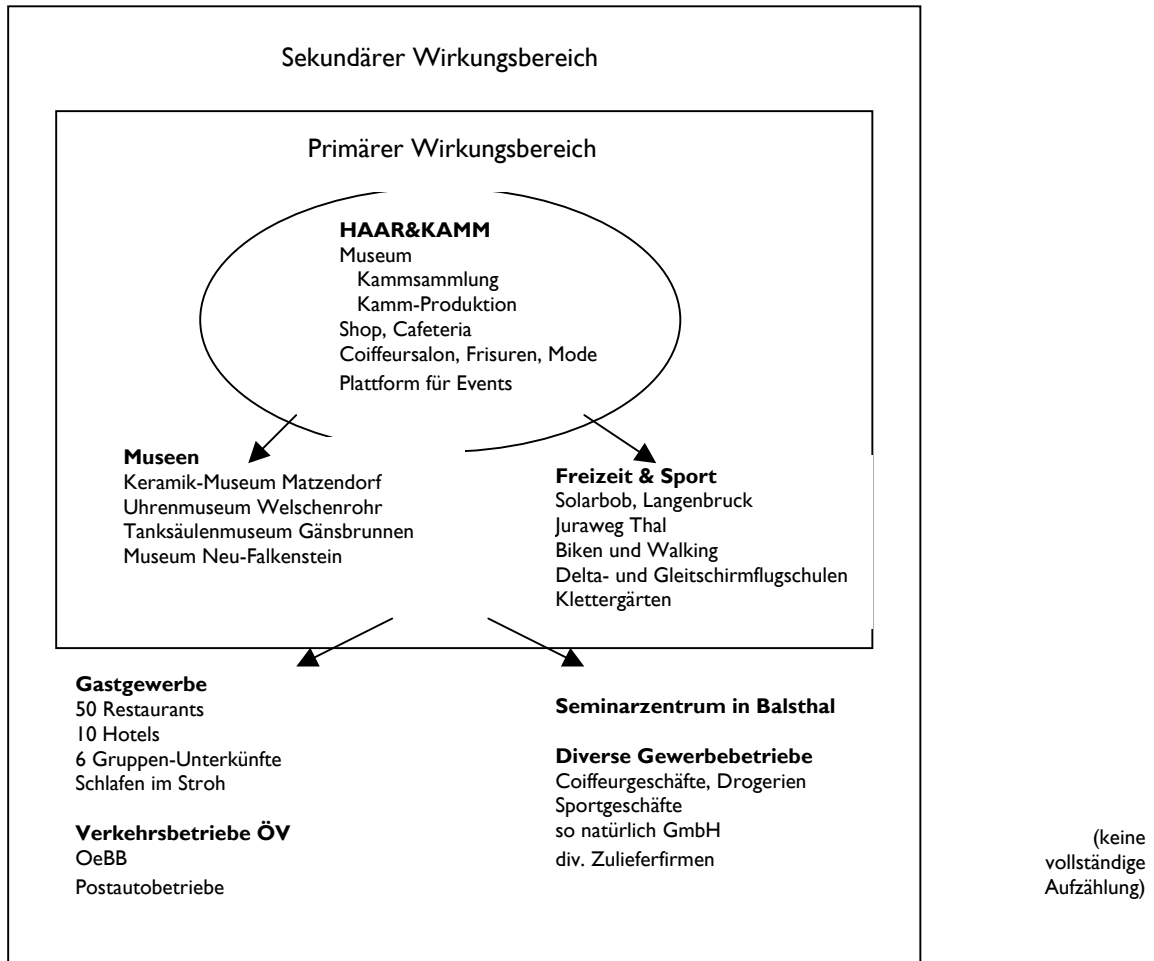 Sekundärer Wirkungsbereich
Primärer Wirkungsbereich
HAAR&KAMM
Museum
Kammsammlung
Kamm-Produktion
Shop, Cafeteria
Coiffeursalon, Frisuren, Mode
Plattform für Events
Museen
Keramik-Museum Matzendorf
Uhrenmuseum Welschenrohr
Tanksäulenmuseum Gänsbrunnen
Museum Neu-Falkenstein
Freizeit & Sport
Solarbob, Langenbruck
Juraweg Thal
Biken und Walking
Delta- und Gleitschirmflugschulen
Klettergärten
Gastgewerbe
50 Restaurants
10 Hotels
6 Gruppen-Unterkünfte
Schlafen im Stroh
Verkehrsbetriebe ÖV
OeBB
Postautobetriebe
Seminarzentrum in Balsthal
Diverse Gewerbebetriebe
Coiffeurgeschäfte, Drogerien
Sportgeschäfte
so natürlich GmbH
div. Zulieferfirmen
(keine
vollständige
Aufzählung)